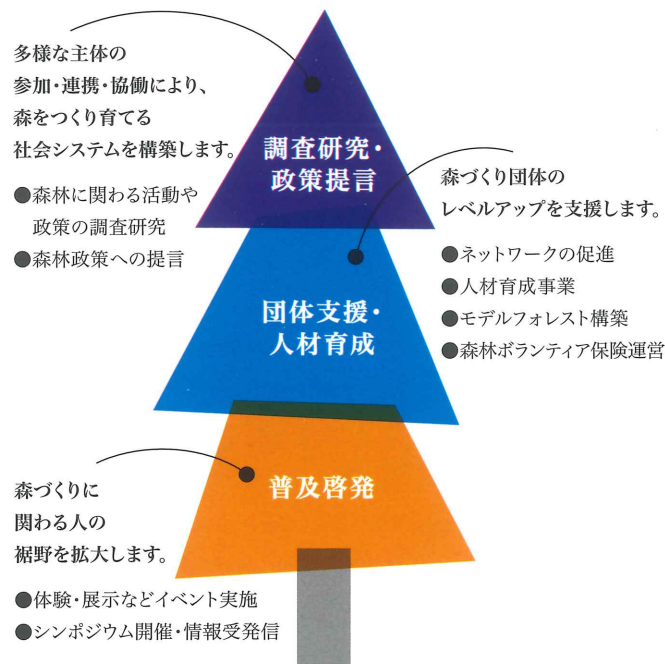 多様な主体の
参加・連携・協働により、
森をつくり育てる
社会システムを構築します。
●森林に関わる活動や
政策の調査研究
●森林政策への提言
調査研究・
政策提言
森づくり団体の
レベルアップを支援します。
●ネットワークの促進
●人材育成事業
●モデルフォレスト構築
●森林ボランティア保険運営
団体支援・
人材育成
普及啓発
森づくりに
関わる人の
裾野を拡大します。
●体験・展示などイベント実施
●シンポジウム開催・情報受発信